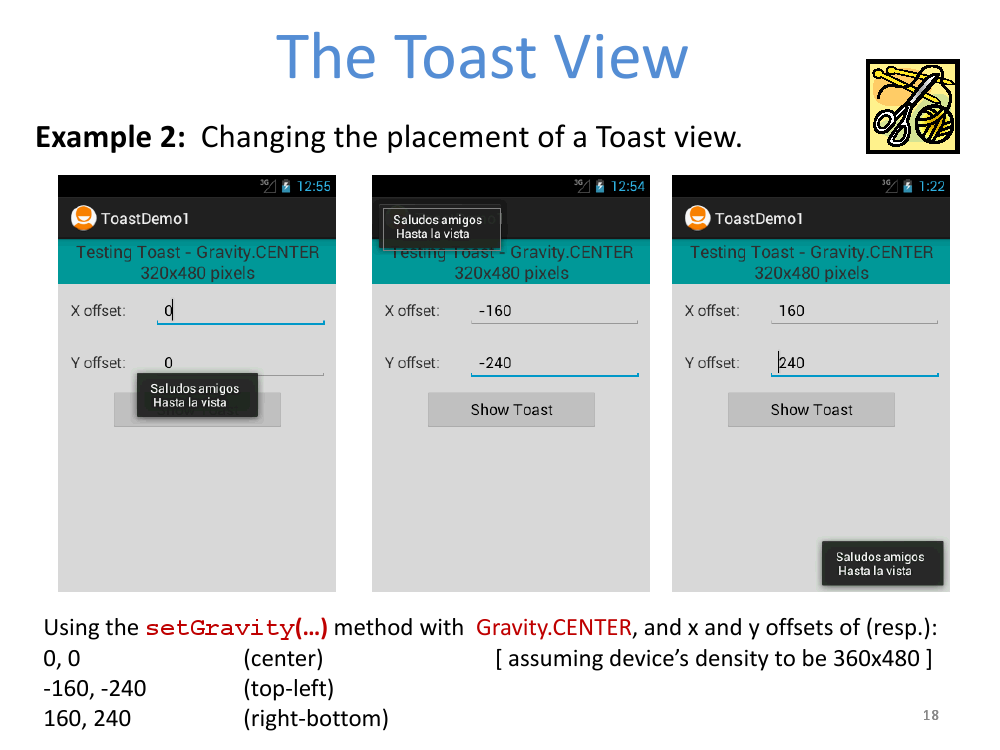 The Toast View
Example 2: Changing the placement of a Toast view.
3G 12:55
ToastDemo1
Testing Toast - Gravity.CENTER
320x480 pixels
X offset: 0
Y offset: 0
Saludos amigos
Hasta la vista
3G 12:54
Saludos amigos
Hasta la vista
Testing Toast - Gravity.CENTER
320x480 pixels
X offset: -160
Y offset: -240
Show Toast
3G 1:22
ToastDemo1
Testing Toast - Gravity.CENTER
320x480 pixels
X offset: 160
Y offset: 240
Show Toast
Saludos amigos
Hasta la vista
Using the setGravity(…) method with Gravity.CENTER, and x and y offsets of (resp.):
0, 0 (center) [ assuming device’s density to be 360x480 ]
-160, -240 (top-left)
160, 240 (right-bottom)
18